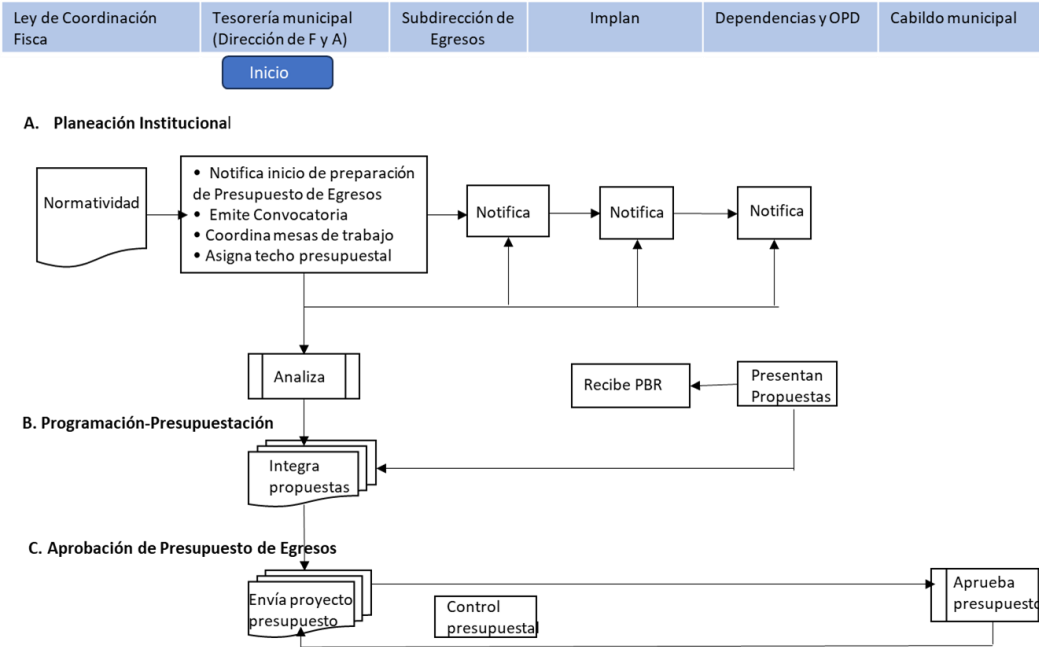 Ley de Coordinación
Fisca
Tesorería municipal
(Dirección de F y A)
Subdirección de
Egresos
Implan
Dependencias y OPD
Cabildo municipal
Inicio
A. Planeación Institucional
Normatividad
• Notifica inicio de preparación
de Presupuesto de Egresos
• Emite Convocatoria
• Coordina mesas de trabajo
• Asigna techo presupuestal
Notifica
Notifica
Notifica
Analiza
Recibe PBR
Presentan
Propuestas
B. Programación-Presupuestación
Integra
propuestas
C. Aprobación de Presupuesto de Egresos
Envía proyecto
presupuesto
Control
presupuestal
Aprueba
presupuesto